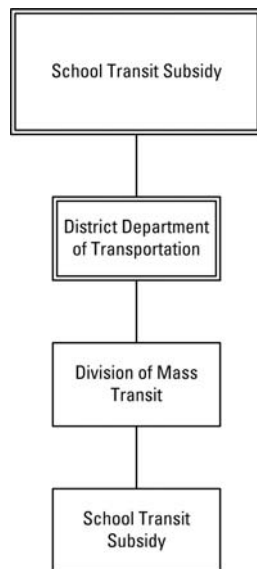 School Transit Subsidy
District Department
of Transportation
Division of Mass
Transit
School Transit
Subsidy